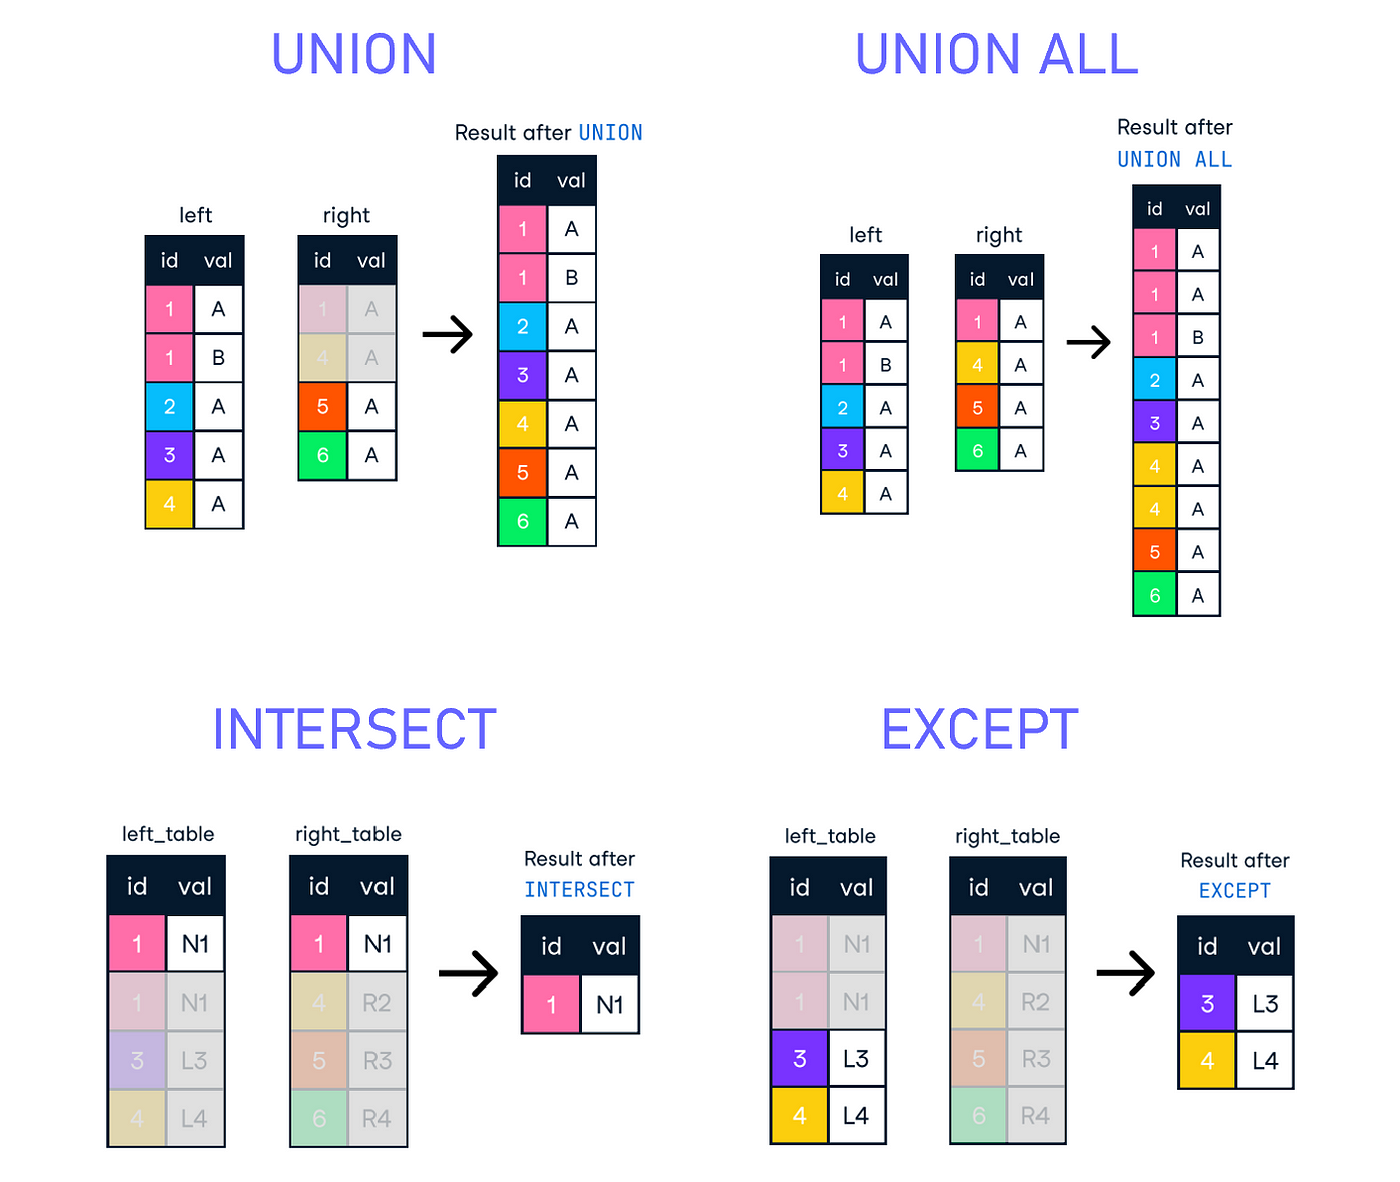 UNION
left
id val
1 A
1 B
2 A
3 A
4 A
right
id val
1 A
4 A
5 A
6 A
Result after UNION
id val
1 A
1 B
2 A
3 A
4 A
5 A
6 A
UNION ALL
left
id val
1 A
1 B
2 A
3 A
4 A
right
id val
1 A
4 A
5 A
6 A
Result after
UNION ALL
id val
1 A
1 A
1 B
2 A
3 A
4 A
4 A
5 A
6 A
INTERSECT
left_table
id val
1 N1
1 N1
3 L3
4 L4
right_table
id val
1 N1
4 R2
5 R3
6 R4
Result after
INTERSECT
id val
1 N1
EXCEPT
left_table
id val
1 N1
1 N1
3 L3
4 L4
right_table
id val
1 N1
4 R2
5 R3
6 R4
Result after
EXCEPT
id val
3 L3
4 L4